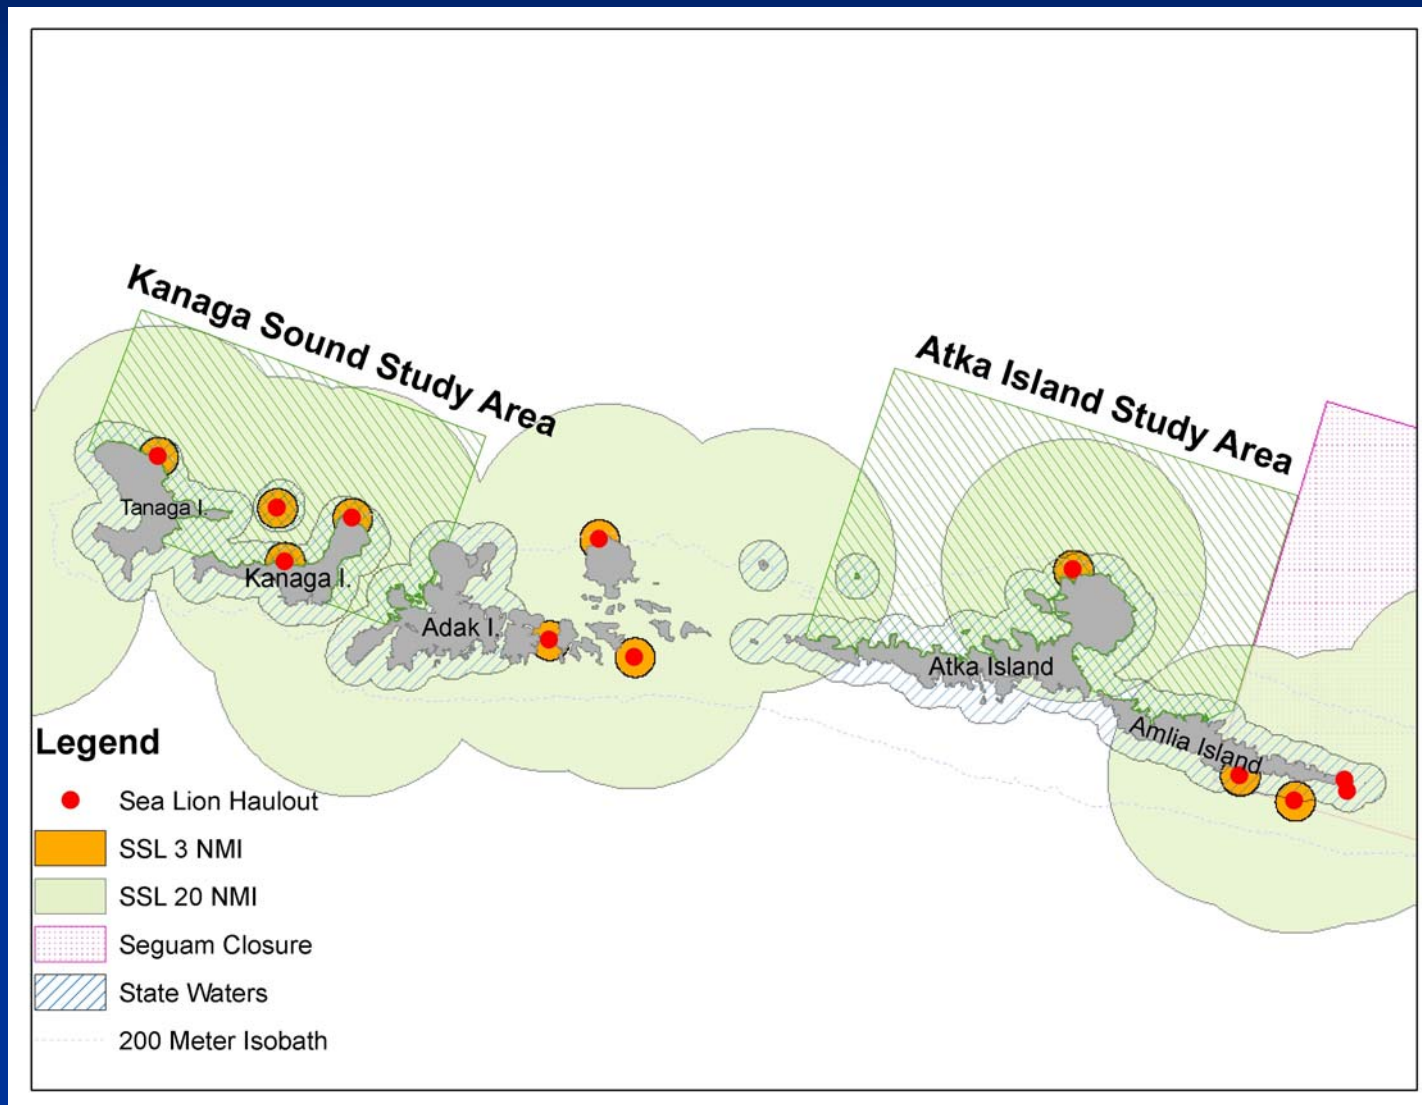 Kanaga Sound Study Area
Atka Island Study Area
Tanaga I.
Kanaga I.
Adak I.
Atka Island
Amlia Island
Legend
Sea Lion Haulout
SSL 3 NMI
SSL 20 NMI
Seguam Closure
State Waters
200 Meter Isobath